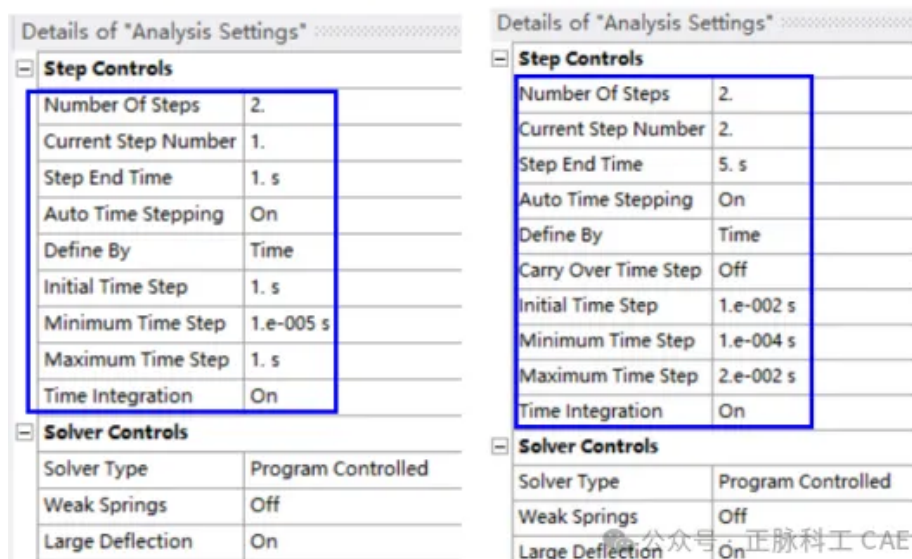 Details of "Analysis Settings"
Step Controls
Number Of Steps 2.
Current Step Number 1.
Step End Time 1. s
Auto Time Stepping On
Define By Time
Initial Time Step 1. s
Minimum Time Step 1.e-005 s
Maximum Time Step 1. s
Time Integration On
Solver Controls
Solver Type Program Controlled
Weak Springs Off
Large Deflection On
Details of "Analysis Settings"
Step Controls
Number Of Steps 2.
Current Step Number 2.
Step End Time 5. s
Auto Time Stepping On
Define By Time
Carry Over Time Step Off
Initial Time Step 1.e-002 s
Minimum Time Step 1.e-004 s
Maximum Time Step 2.e-002 s
Time Integration On
Solver Controls
Solver Type Program Controlled
Weak Springs Off
Large Deflection On
公众号·正脉科工 CAE